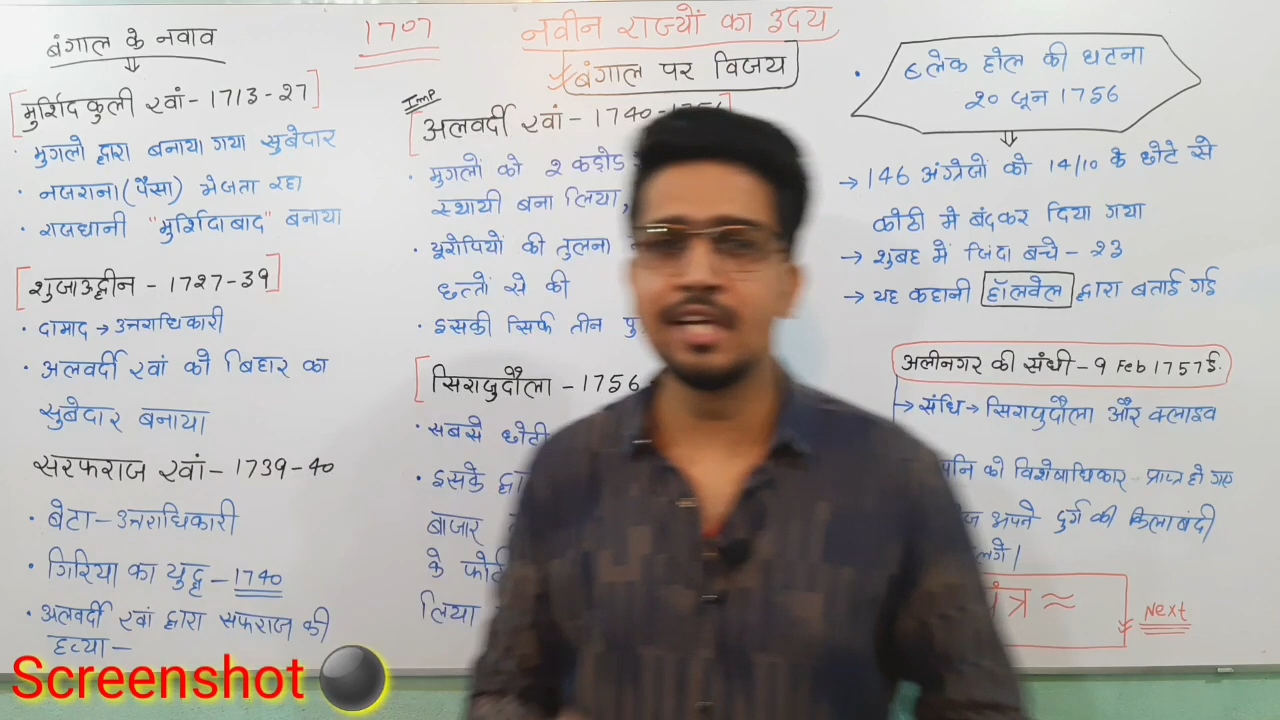 1707
नवीन राज्यों का उदय
बंगाल पर विजय
बंगाल के नवाव
मुर्शिद कुली खां - 1713-27
मुगलो द्वारा बनाया गया सुबेदार
नजराना (पैसा) भेजता रहा
राजधानी "मुर्शिदाबाद" बनाया
शुजाउद्दीन - 1727-39
दामाद → उत्तराधिकारी
अलवर्दी खां को बिहार का
सुबेदार बनाया
सरफराज खां - 1739-40
बेटा - उत्तराधिकारी
गिरिया का युद्ध - 1740
अलवर्दी खां द्वारा सफराज की
हत्या -
Imp
अलवर्दी खां - 1740-
मुगलों को 2 करोड़
स्थायी बना लिया,
यूरोपियों की तुलना
छत्तों से की
इसकी सिर्फ तीन
सिराजुदौला - 1756
सबसे छोटी
इसके
बाजार
के
लिया
ब्लेक होल की घटना
20 जून 1756
→ 146 अंग्रेजो को 14/10 के छोटे से
कोठी मे बंदकर दिया गया
→ शुबह में जिंदा बचे - 23
→ यह कहानी हॉलवेल द्वारा बताई गई
अलीनगर की संधी - 9 Feb 1757 ई.
→ संधि → सिराजुदौला और क्लाइव
को विशेषाधिकार - प्राप्त हो गए
अपने दुर्ग की किलाबंदी
लगे।
Next
Screenshot